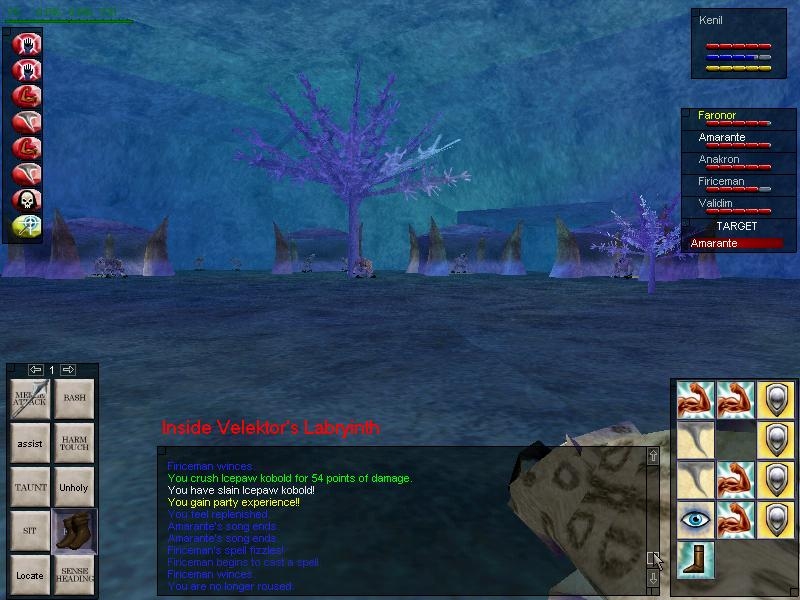 Kenil
Faronor
Amarante
Anakron
Firiceman
Validim
TARGET
Amarante
1
MELEE ATTACK
BASH
assist
HARM TOUCH
TAUNT
Unholy
SIT
Locate
SENSE HEADING
Inside Velektor's Labryinth
Firiceman winces.
You crush Icepaw kobold for 54 points of damage.
You have slain Icepaw kobold!
You gain party experience!!
You feel replenished.
Amarante's song ends.
Amarante's song ends.
Firiceman's spell fizzles!
Firiceman begins to cast a spell.
Firiceman winces.
You are no longer roused.